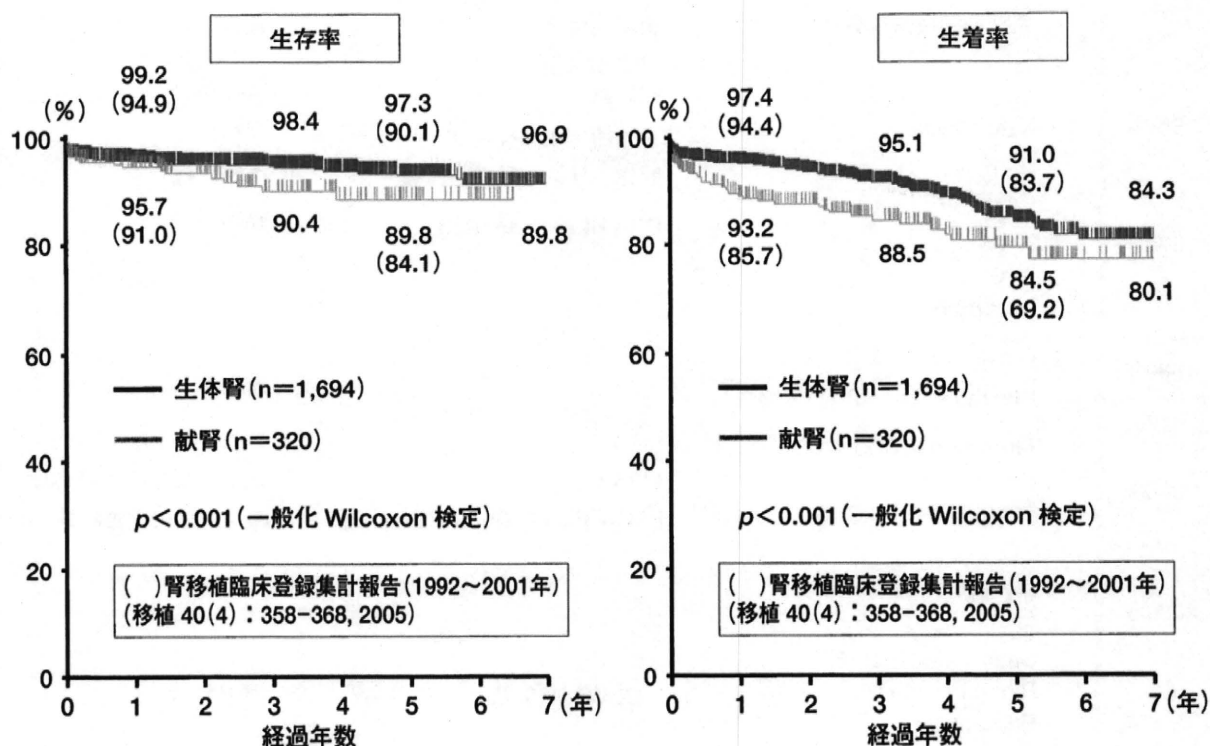 生存率
(%)
100
80
60
40
20
0
99.2
(94.9)
98.4
97.3
(90.1)
96.9
95.7
(91.0)
90.4
89.8
(84.1)
89.8
生体腎(n=1,694)
献腎(n=320)
p<0.001(一般化 Wilcoxon 検定)
( )腎移植臨床登録集計報告(1992〜2001年)
(移植 40(4):358-368, 2005)
0 1 2 3 4 5 6 7(年)
経過年数
生着率
(%)
100
80
60
40
20
0
97.4
(94.4)
95.1
91.0
(83.7)
84.3
93.2
(85.7)
88.5
84.5
(69.2)
80.1
生体腎(n=1,694)
献腎(n=320)
p<0.001(一般化 Wilcoxon 検定)
( )腎移植臨床登録集計報告(1992〜2001年)
(移植 40(4):358-368, 2005)
0 1 2 3 4 5 6 7(年)
経過年数